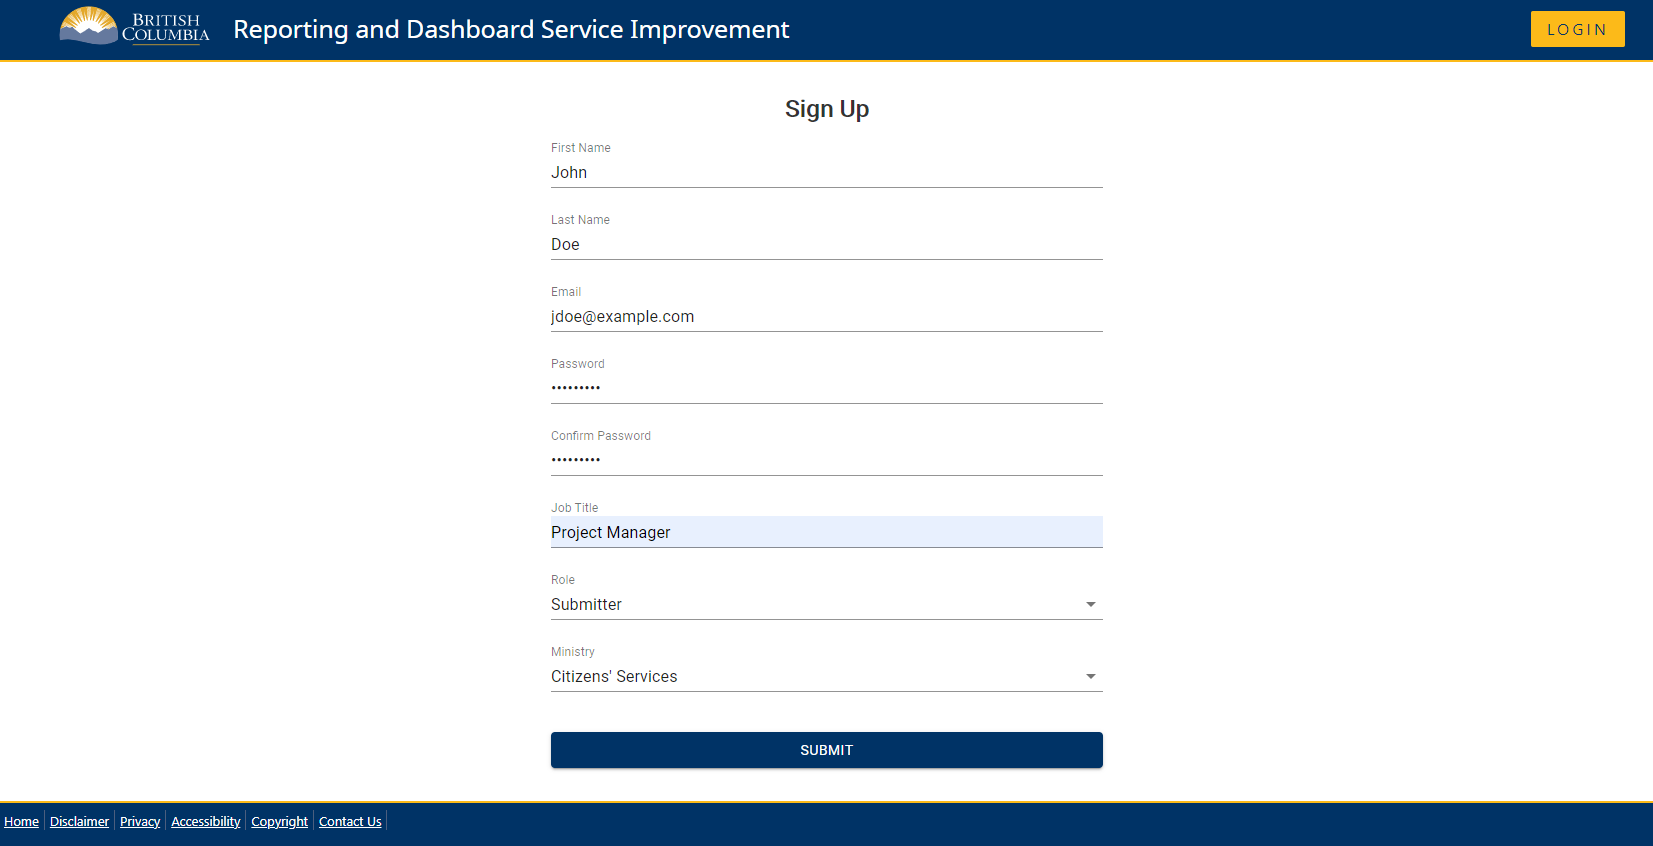 BRITISH
COLUMBIA
Reporting and Dashboard Service Improvement
LOGIN
Sign Up
First Name
John
Last Name
Doe
Email
jdoe@example.com
Password
•••••••••
Confirm Password
•••••••••
Job Title
Project Manager
Role
Submitter
Ministry
Citizens' Services
SUBMIT
Home Disclaimer Privacy Accessibility Copyright Contact Us